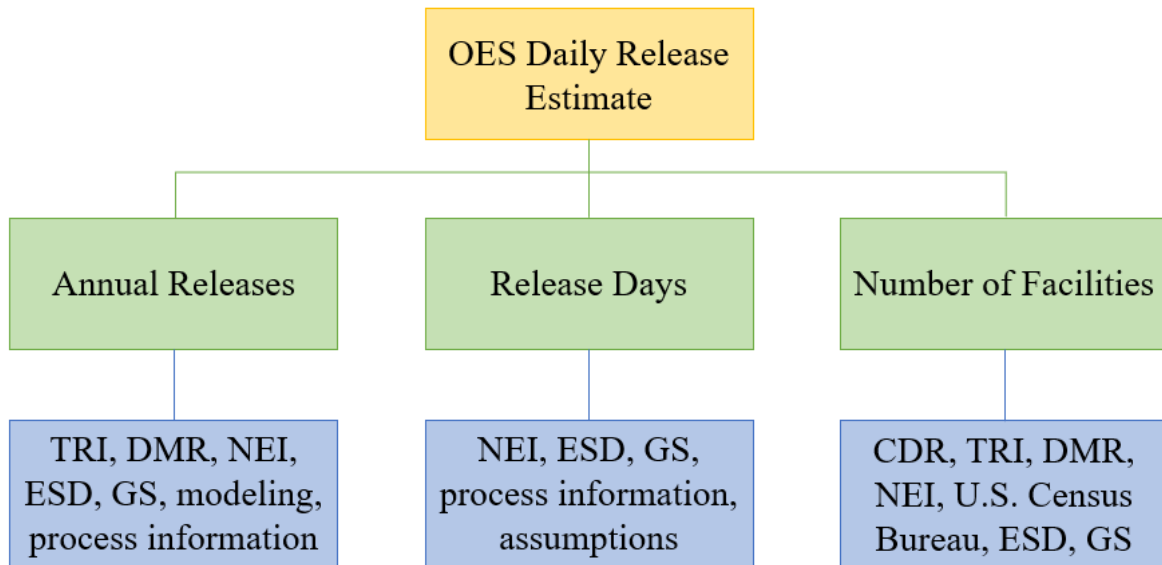 OES Daily Release
Estimate
Annual Releases
Release Days
Number of Facilities
TRI, DMR, NEI,
ESD, GS, modeling,
process information
NEI, ESD, GS,
process information,
assumptions
CDR, TRI, DMR,
NEI, U.S. Census
Bureau, ESD, GS